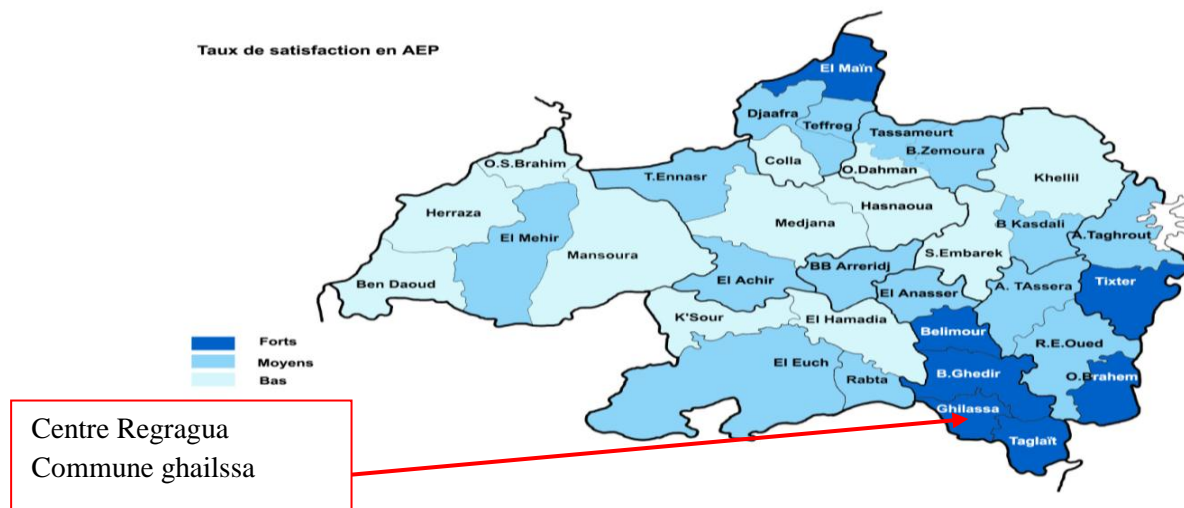 Taux de satisfaction en AEP
El Maïn
Djaafra
Teffreg
Tassameurt
B.Zemoura
O.S.Brahim
Colla
O.Dahman
Khellil
T.Ennasr
Herraza
Hasnaoua
Medjana
B Kasdali
A.Taghrout
El Mehir
Mansoura
S.Embarek
BB Arreridj
El Achir
Tixter
Ben Daoud
El Anasser
A. TAssera
K'Sour
El Hamadia
Belimour
R.E.Oued
Forts
Moyens
Bas
El Euch
Rabta
B.Ghedir
O.Brahem
Ghilassa
Taglaït
Centre Regragua
Commune ghailssa